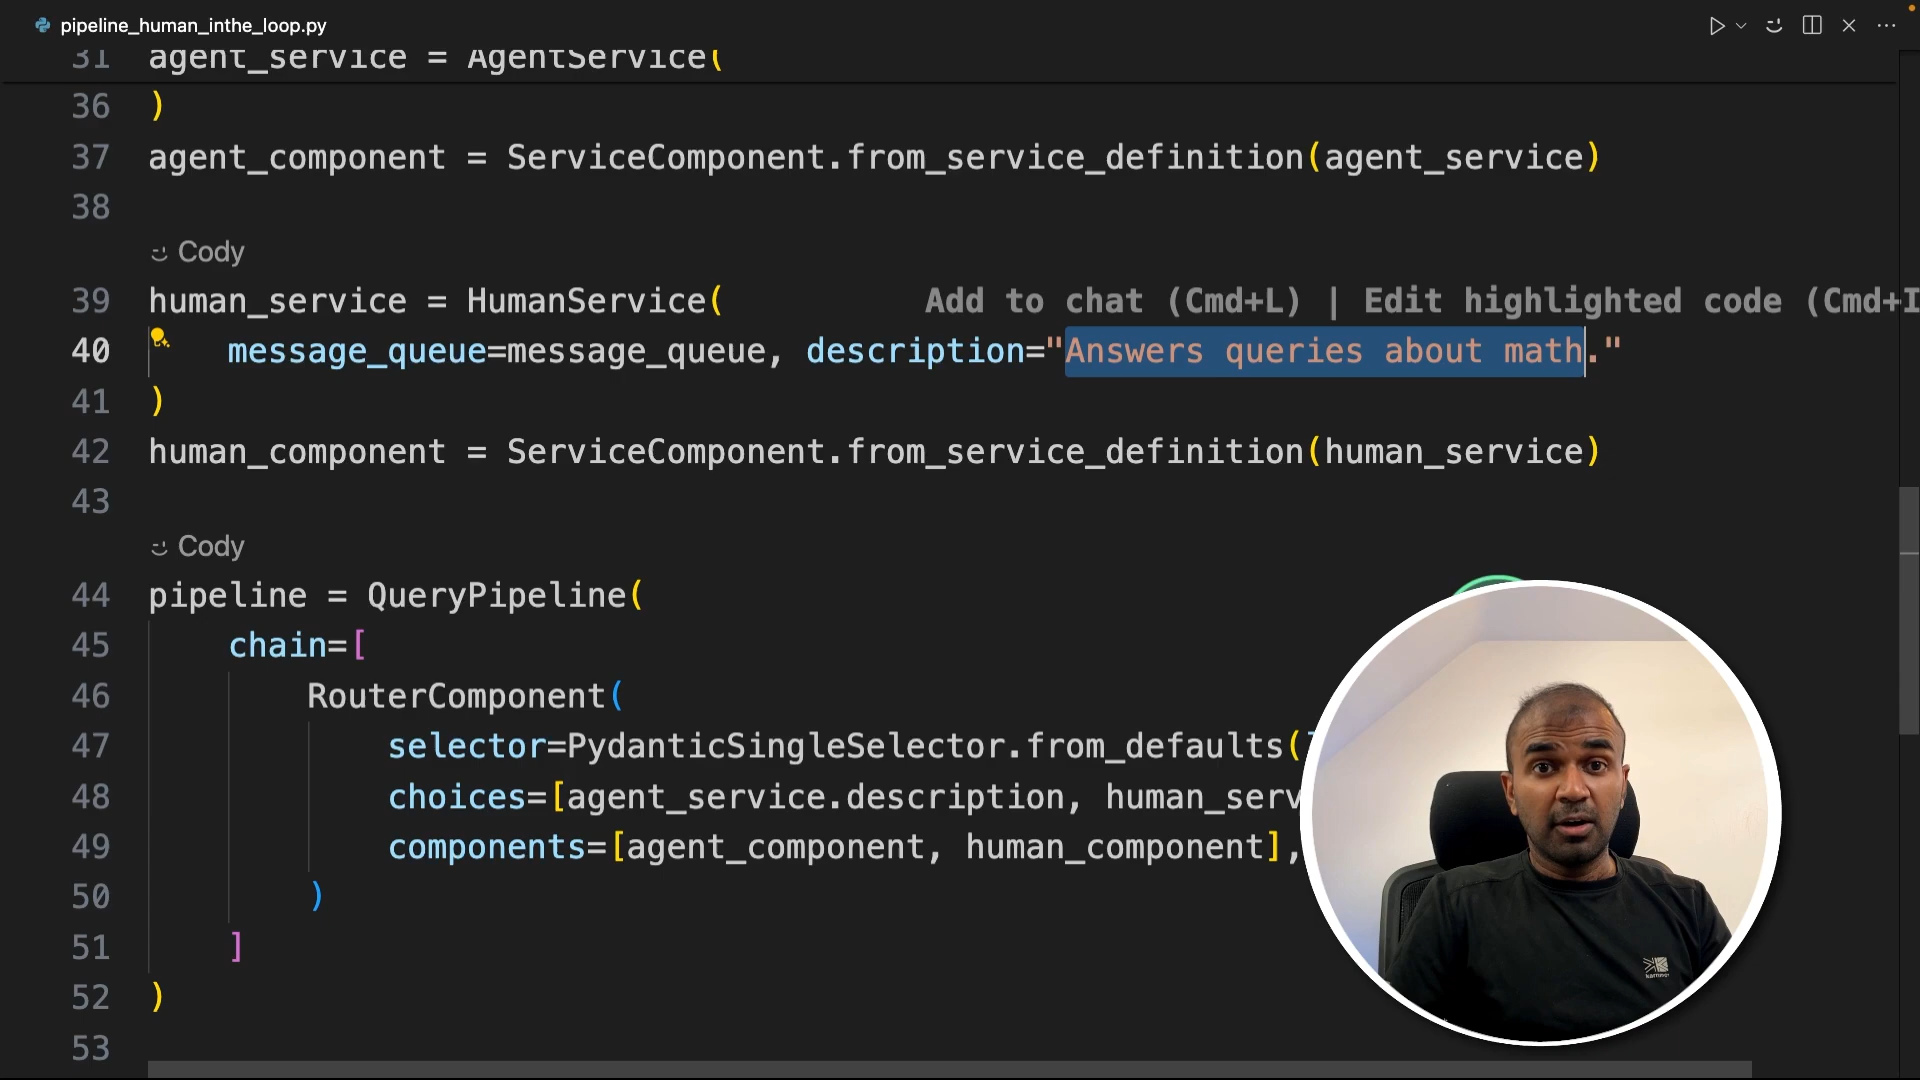 pipeline_human_inthe_loop.py
31 agent_service = AgentService(
36 )
37 agent_component = ServiceComponent.from_service_definition(agent_service)
38
Cody
39 human_service = HumanService( Add to chat (Cmd+L) | Edit highlighted code (Cmd+I
40 message_queue=message_queue, description="Answers queries about math."
41 )
42 human_component = ServiceComponent.from_service_definition(human_service)
43
Cody
44 pipeline = QueryPipeline(
45 chain=[
46 RouterComponent(
47 selector=PydanticSingleSelector.from_defaults(
48 choices=[agent_service.description, human_serv
49 components=[agent_component, human_component],
50 )
51 ]
52 )
53